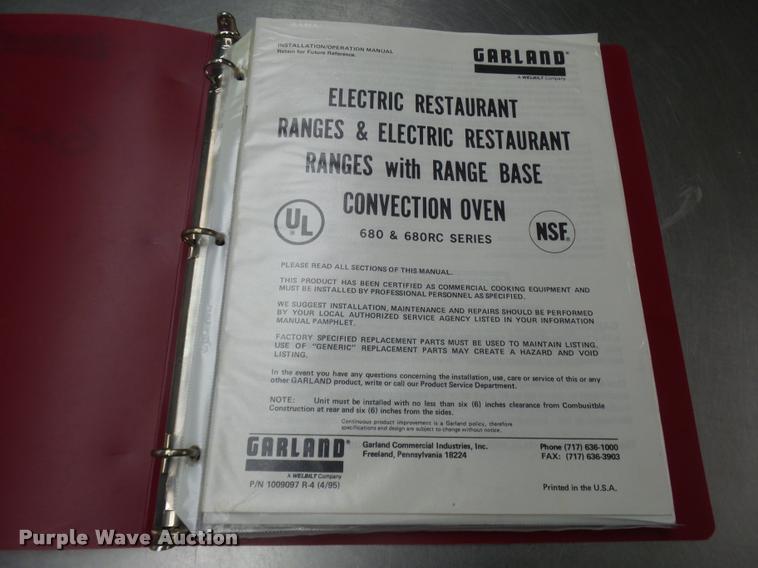 INSTALLATION/OPERATION MANUAL
Retain for Future Reference.
GARLAND®
A WELBILT Company
ELECTRIC RESTAURANT
RANGES & ELECTRIC RESTAURANT
RANGES with RANGE BASE
CONVECTION OVEN
680 & 680RC SERIES
UL
NSF®
PLEASE READ ALL SECTIONS OF THIS MANUAL.
THIS PRODUCT HAS BEEN CERTIFIED AS COMMERCIAL COOKING EQUIPMENT AND
MUST BE INSTALLED BY PROFESSIONAL PERSONNEL AS SPECIFIED.
WE SUGGEST INSTALLATION, MAINTENANCE AND REPAIRS SHOULD BE PERFORMED
BY YOUR LOCAL AUTHORIZED SERVICE AGENCY LISTED IN YOUR INFORMATION
MANUAL PAMPHLET.
FACTORY SPECIFIED REPLACEMENT PARTS MUST BE USED TO MAINTAIN LISTING.
USE OF "GENERIC" REPLACEMENT PARTS MAY CREATE A HAZARD AND VOID
LISTING.
In the event you have any questions concerning the installation, use, care or service of this or any
other GARLAND product, write or call our Product Service Department.
NOTE: Unit must be installed with no less than six (6) inches clearance from Combusitble
Construction at rear and six (6) inches from the sides.
Continuous product improvement is a Garland policy, therefore
specifications and design are subject to change without notice.
GARLAND®
A WELBILT Company
P/N 1009097 R-4 (4/95)
Garland Commercial Industries, Inc.
Freeland, Pennsylvania 18224
Phone (717) 636-1000
FAX: (717) 636-3903
Printed in the U.S.A.
Purple Wave Auction